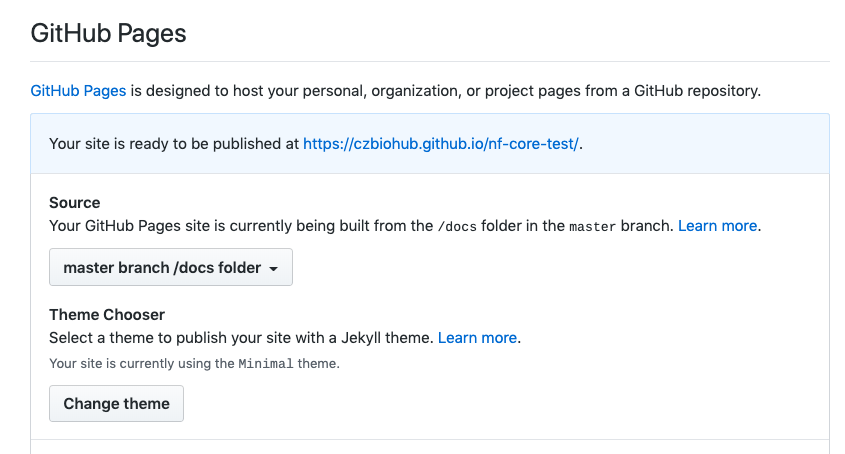 GitHub Pages
GitHub Pages is designed to host your personal, organization, or project pages from a GitHub repository.
Your site is ready to be published at https://czbiohub.github.io/nf-core-test/.
Source
Your GitHub Pages site is currently being built from the /docs folder in the master branch. Learn more.
master branch /docs folder
Theme Chooser
Select a theme to publish your site with a Jekyll theme. Learn more.
Your site is currently using the Minimal theme.
Change theme